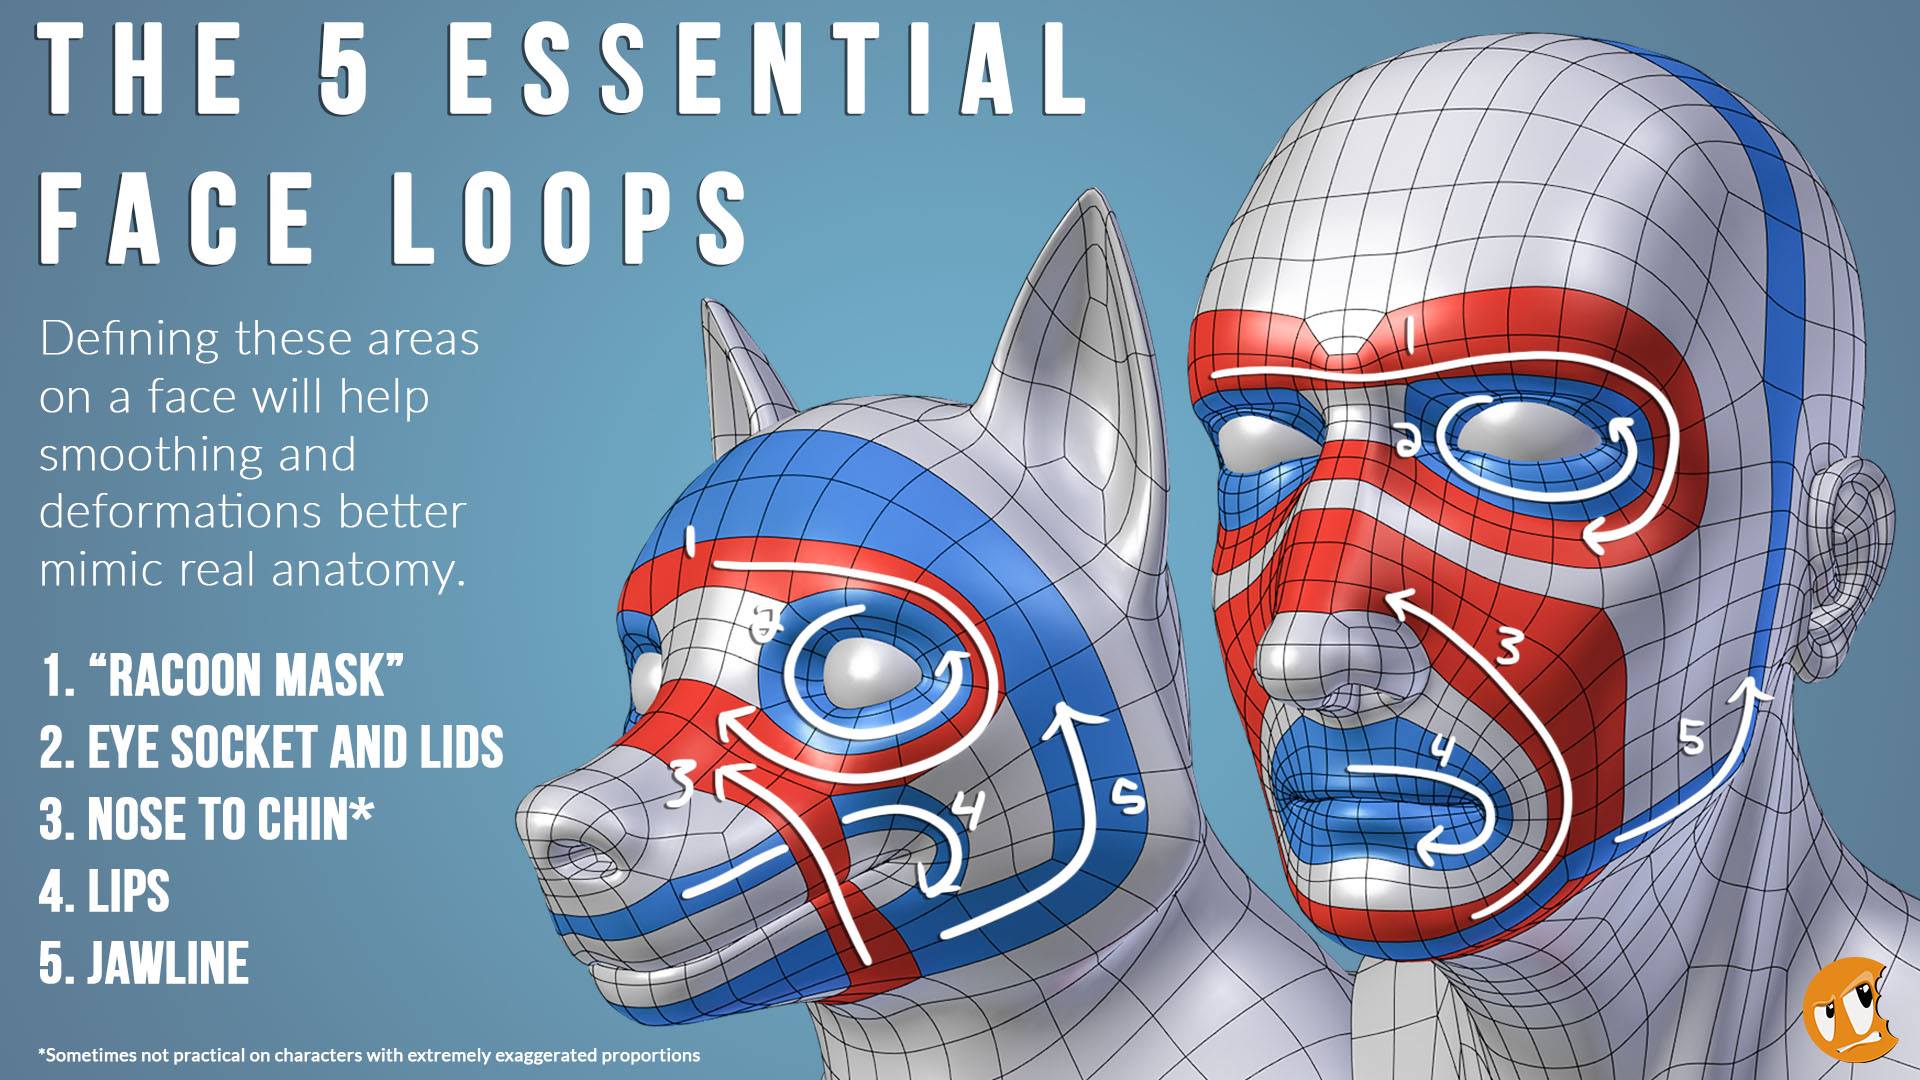 THE 5 ESSENTIAL
FACE LOOPS
Defining these areas
on a face will help
smoothing and
deformations better
mimic real anatomy.
1. “RACOON MASK”
2. EYE SOCKET AND LIDS
3. NOSE TO CHIN*
4. LIPS
5. JAWLINE
*Sometimes not practical on characters with extremely exaggerated proportions
1
2
3
4
5
1
2
3
4
5